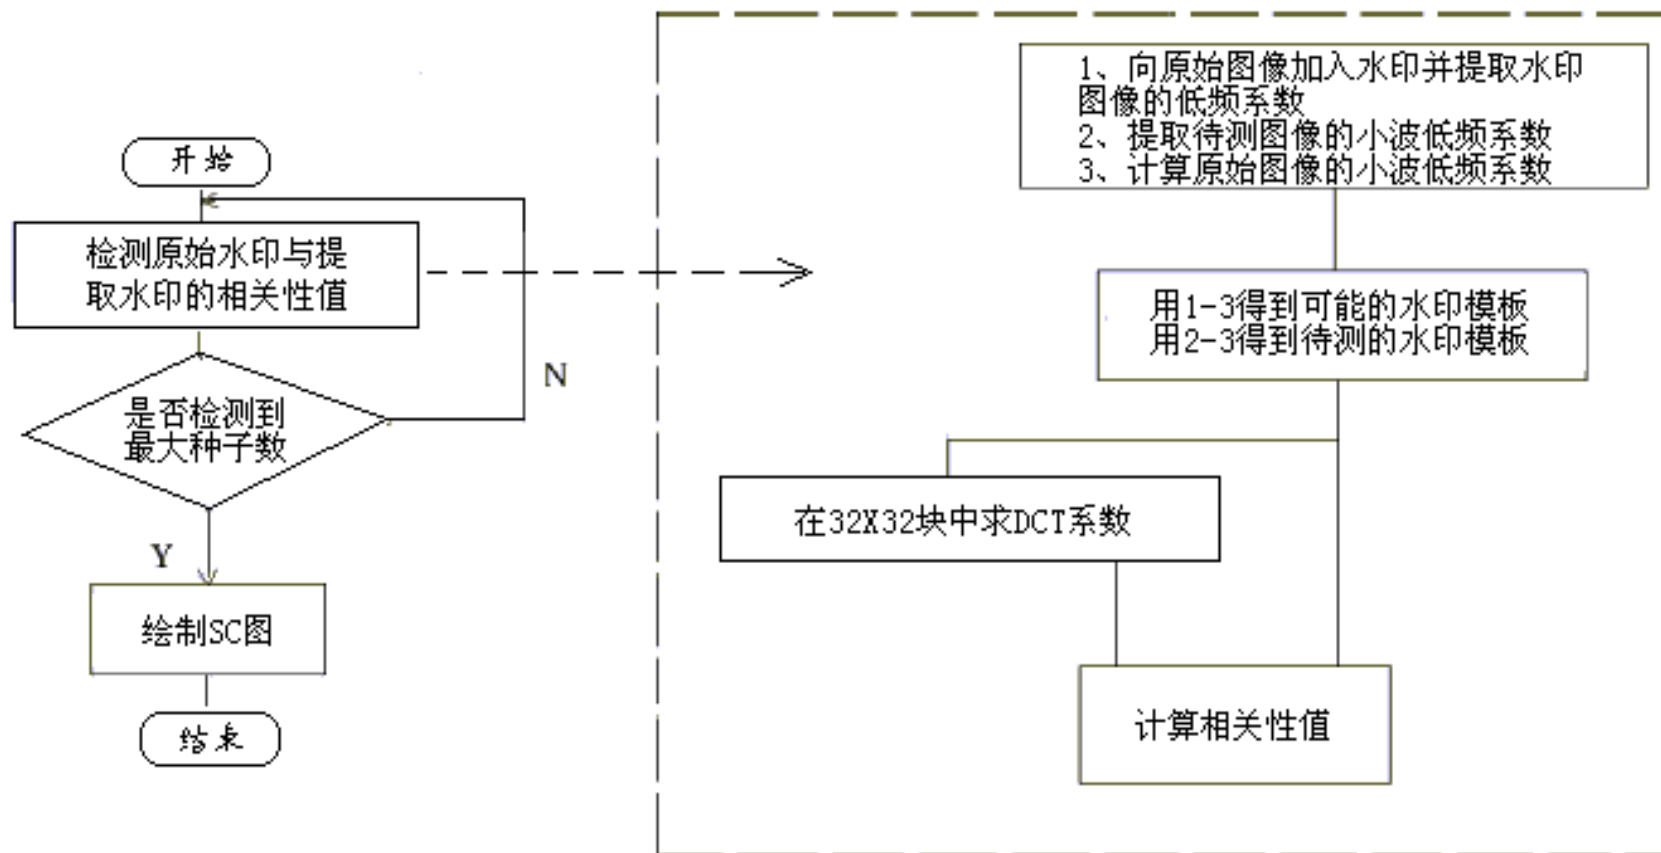 开始
检测原始水印与提
取水印的相关性值
是否检测到
最大种子数
N
Y
绘制SC图
结束
1、向原始图像加入水印并提取水印
图像的低频系数
2、提取待测图像的小波低频系数
3、计算原始图像的小波低频系数
用1-3得到可能的水印模板
用2-3得到待测的水印模板
在32X32块中求DCT系数
计算相关性值